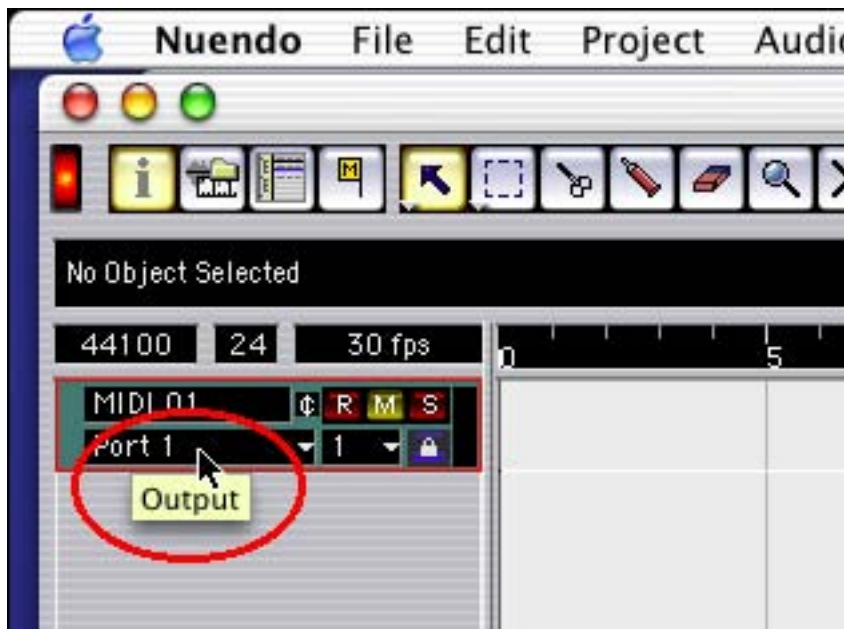 Nuendo File Edit Project
i M
No Object Selected
44100 24 30 fps
0 5
MIDI 01 ¢ R M S
Port 1 1
Output